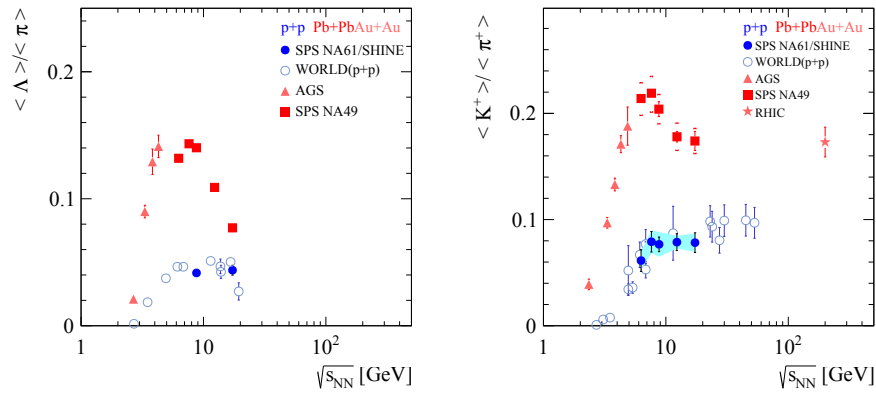 < Λ >/< π >
p+p Pb+PbAu+Au
SPS NA61/SHINE
WORLD(p+p)
AGS
SPS NA49
0.2
0.1
0
1
10
10²
√s_NN [GeV]
< K⁺ >/< π⁺ >
p+p Pb+PbAu+Au
SPS NA61/SHINE
WORLD(p+p)
AGS
SPS NA49
RHIC
0.2
0.1
0
1
10
10²
√s_NN [GeV]